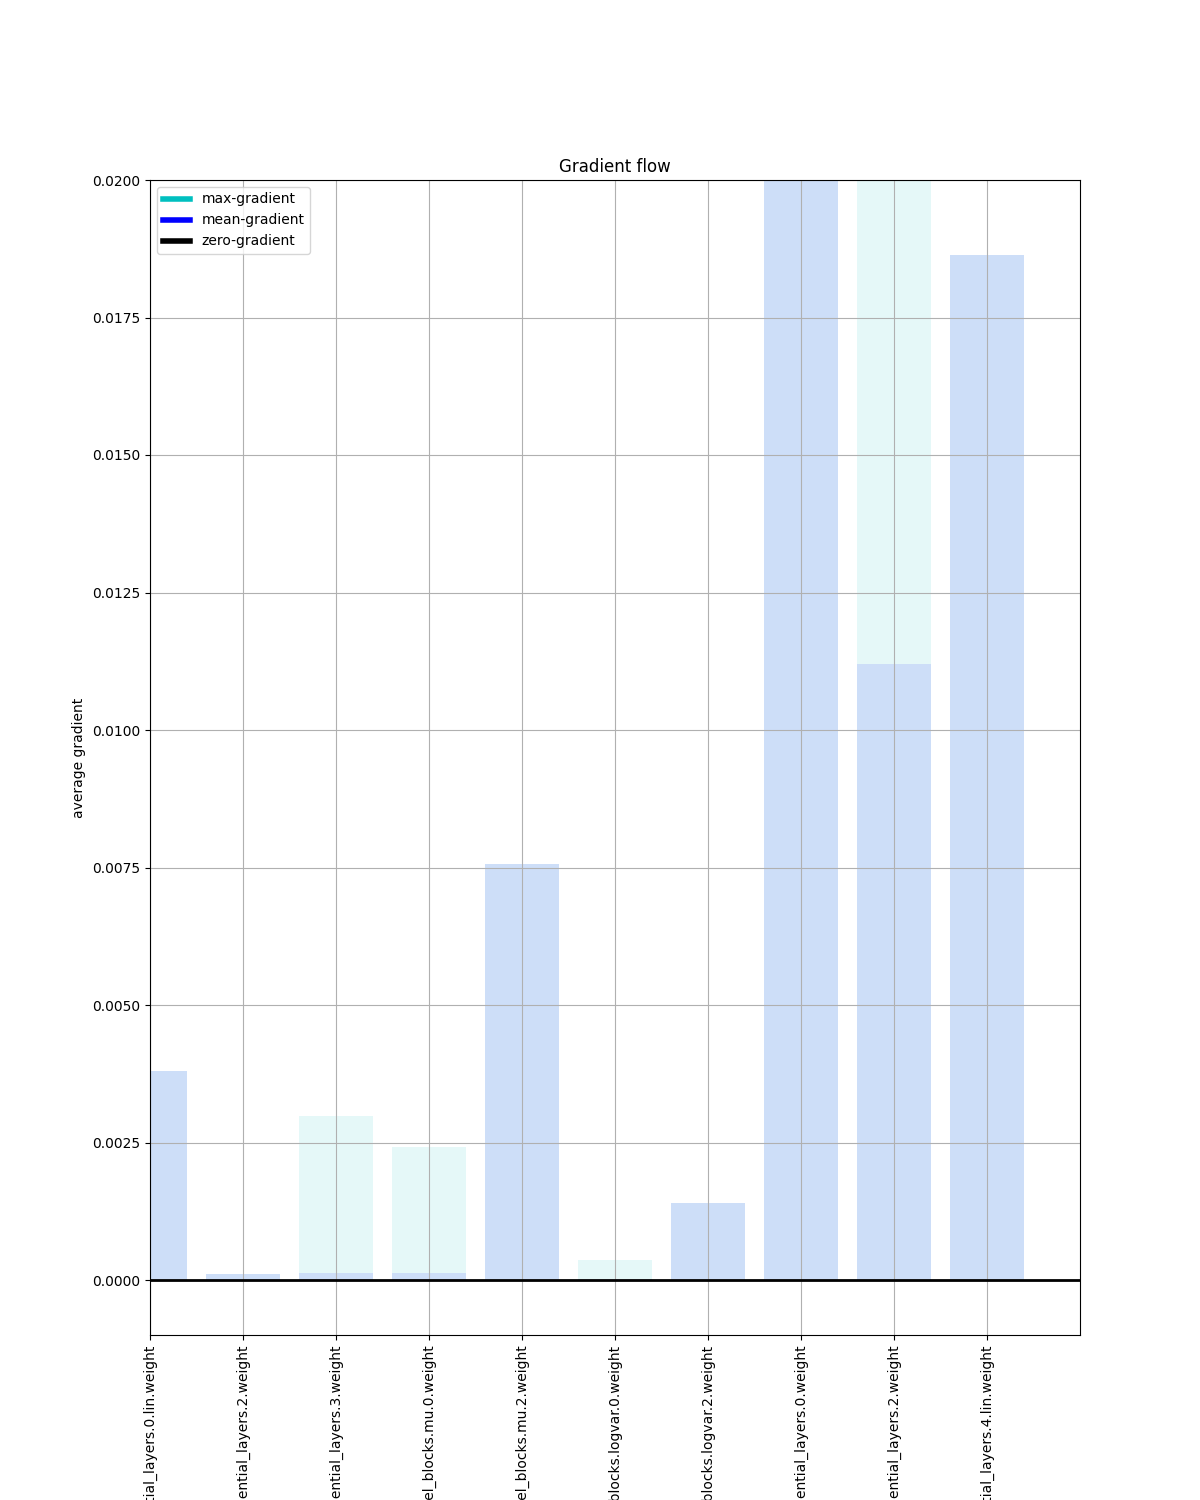 Gradient flow
max-gradient
mean-gradient
zero-gradient
0.0200
0.0175
0.0150
0.0125
0.0100
0.0075
0.0050
0.0025
0.0000
average gradient
tial_layers.0.lin.weight
ential_layers.2.weight
ential_layers.3.weight
el_blocks.mu.0.weight
el_blocks.mu.2.weight
blocks.logvar.0.weight
blocks.logvar.2.weight
ential_layers.0.weight
ential_layers.2.weight
tial_layers.4.lin.weight